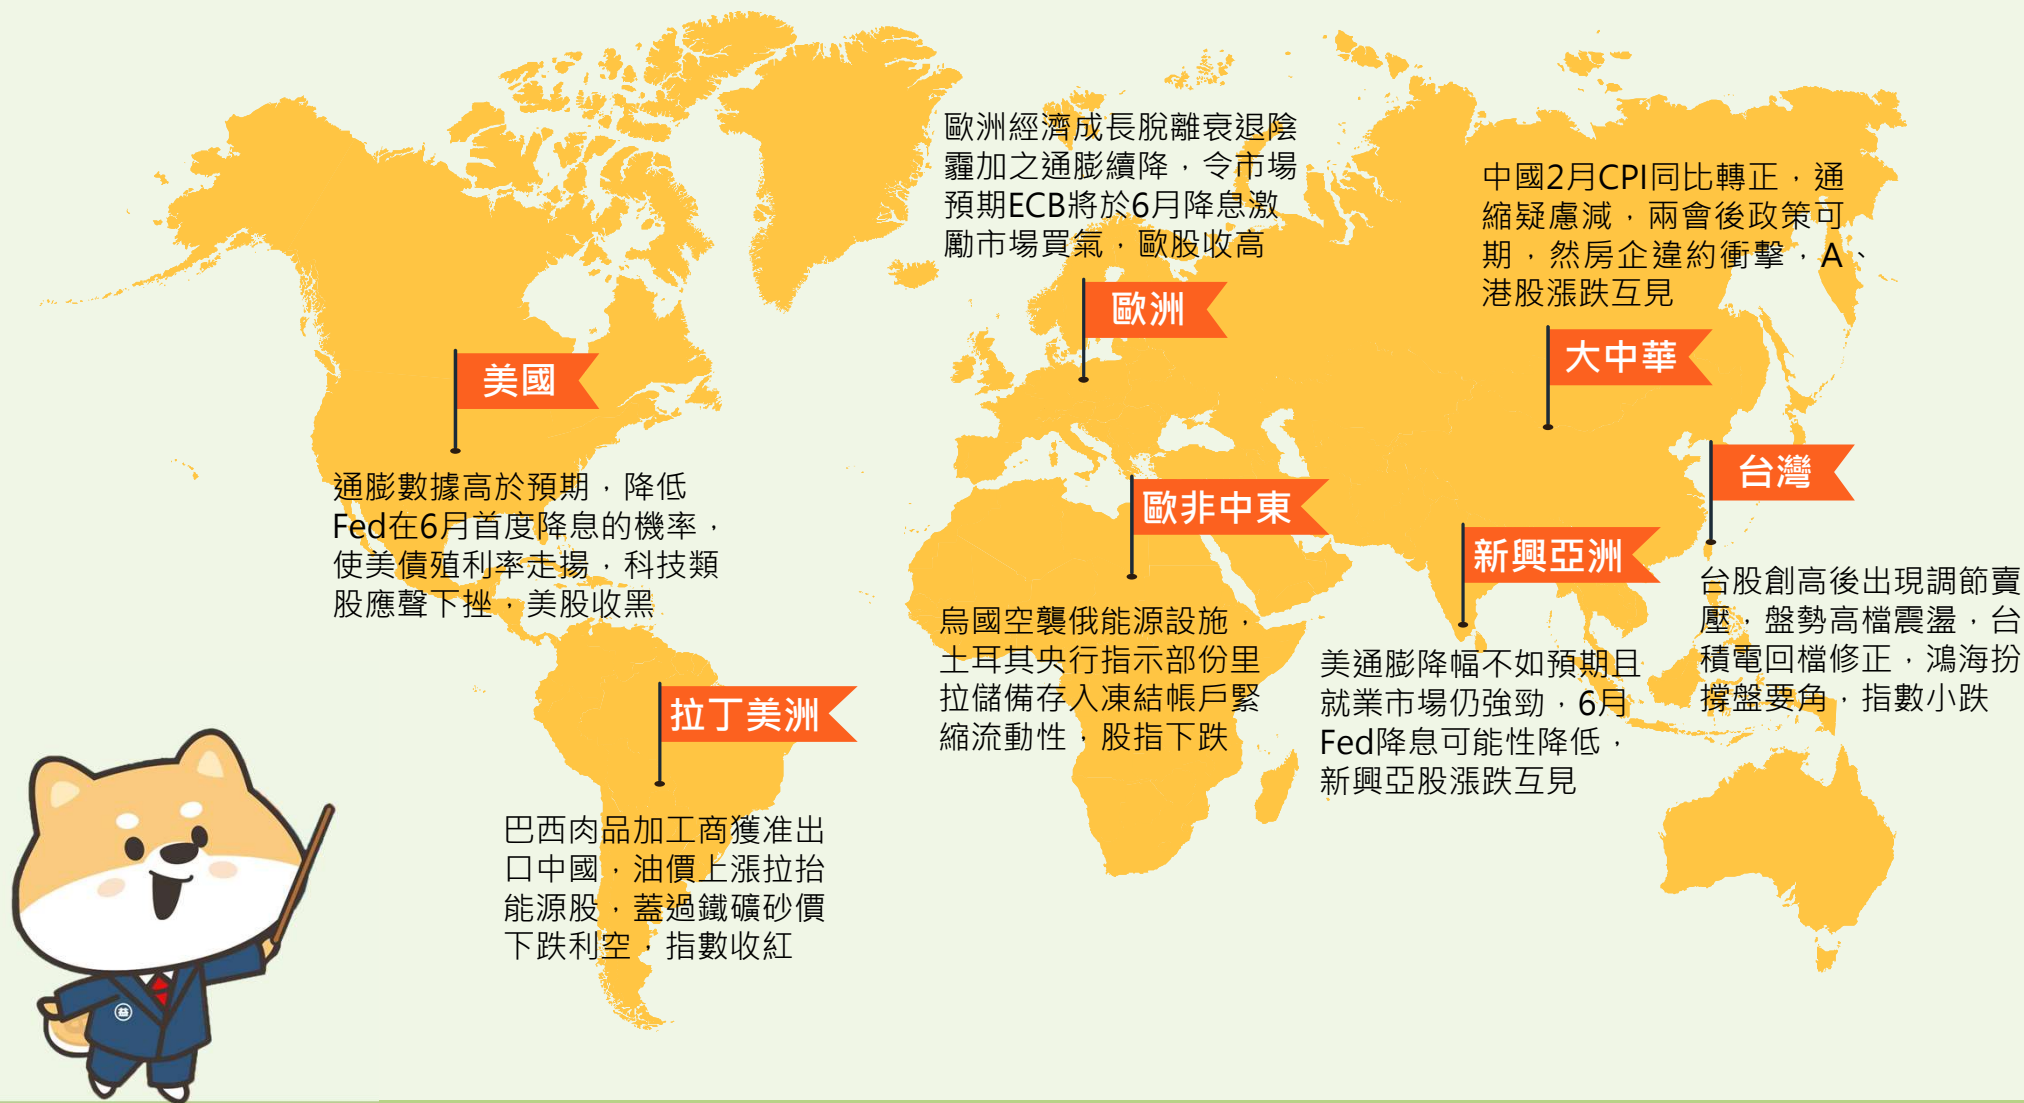 歐洲經濟成長脫離衰退陰
霾加之通膨續降，令市場
預期ECB將於6月降息激
勵市場買氣，歐股收高
歐洲
中國2月CPI同比轉正，通
縮疑慮減，兩會後政策可
期，然房企違約衝擊，A、
港股漲跌互見
大中華
美國
通膨數據高於預期，降低
Fed在6月首度降息的機率，
使美債殖利率走揚，科技類
股應聲下挫，美股收黑
歐非中東
烏國空襲俄能源設施，
土耳其央行指示部份里
拉儲備存入凍結帳戶緊
縮流動性，股指下跌
新興亞洲
美通膨降幅不如預期且
就業市場仍強勁，6月
Fed降息可能性降低，
新興亞股漲跌互見
台灣
台股創高後出現調節賣
壓，盤勢高檔震盪，台
積電回檔修正，鴻海扮
撐盤要角，指數小跌
拉丁美洲
巴西肉品加工商獲准出
口中國，油價上漲拉抬
能源股，蓋過鐵礦砂價
下跌利空，指數收紅